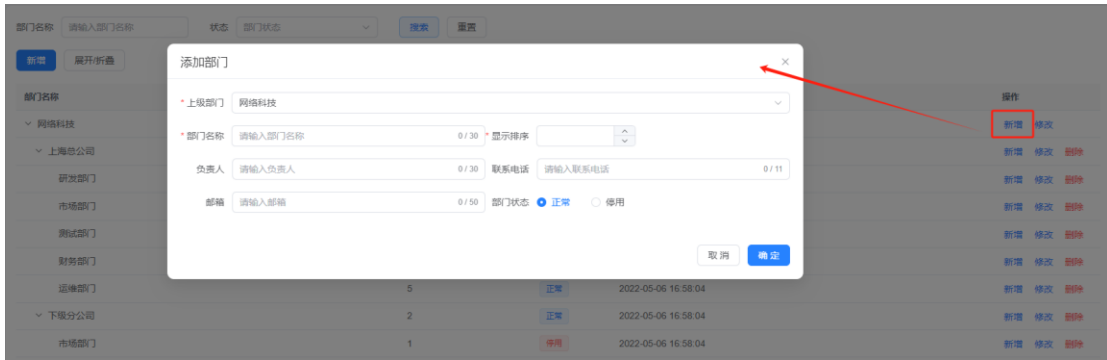 部门名称 请输入部门名称 状态 部门状态 搜索 重置
新增 展开/折叠
添加部门
部门名称 操作
* 上级部门 网络科技
网络科技 新增 修改
* 部门名称 请输入部门名称 0 / 30 * 显示排序
上海总公司 新增 修改 删除
负责人 请输入负责人 0 / 30 联系电话 请输入联系电话 0 / 11
研发部门 新增 修改 删除
邮箱 请输入邮箱 0 / 50 部门状态 正常 停用
市场部门 新增 修改 删除
测试部门 新增 修改 删除
取 消 确 定
财务部门 新增 修改 删除
运维部门 5 正常 2022-05-06 16:58:04 新增 修改 删除
下级分公司 2 正常 2022-05-06 16:58:04 新增 修改 删除
市场部门 1 停用 2022-05-06 16:58:04 新增 修改 删除